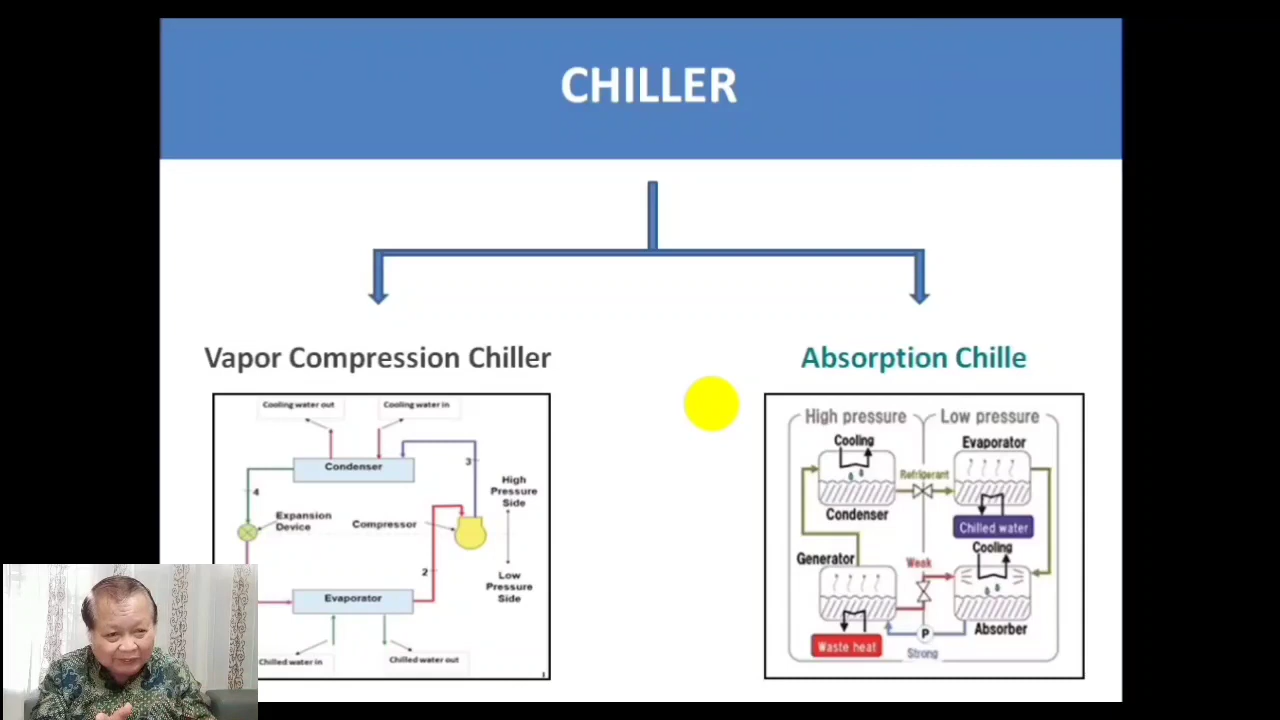 CHILLER
Vapor Compression Chiller
Absorption Chille
Cooling water out
Cooling water in
Condenser
3
4
High
Pressure
Side
Expansion
Device
Compressor
2
Low
Pressure
Side
Evaporator
Chilled water in
Chilled water out
High pressure
Low pressure
Cooling
Evaporator
Refrigerant
Condenser
Chilled water
Cooling
Generator
Weak
Absorber
P
Waste heat
Strong